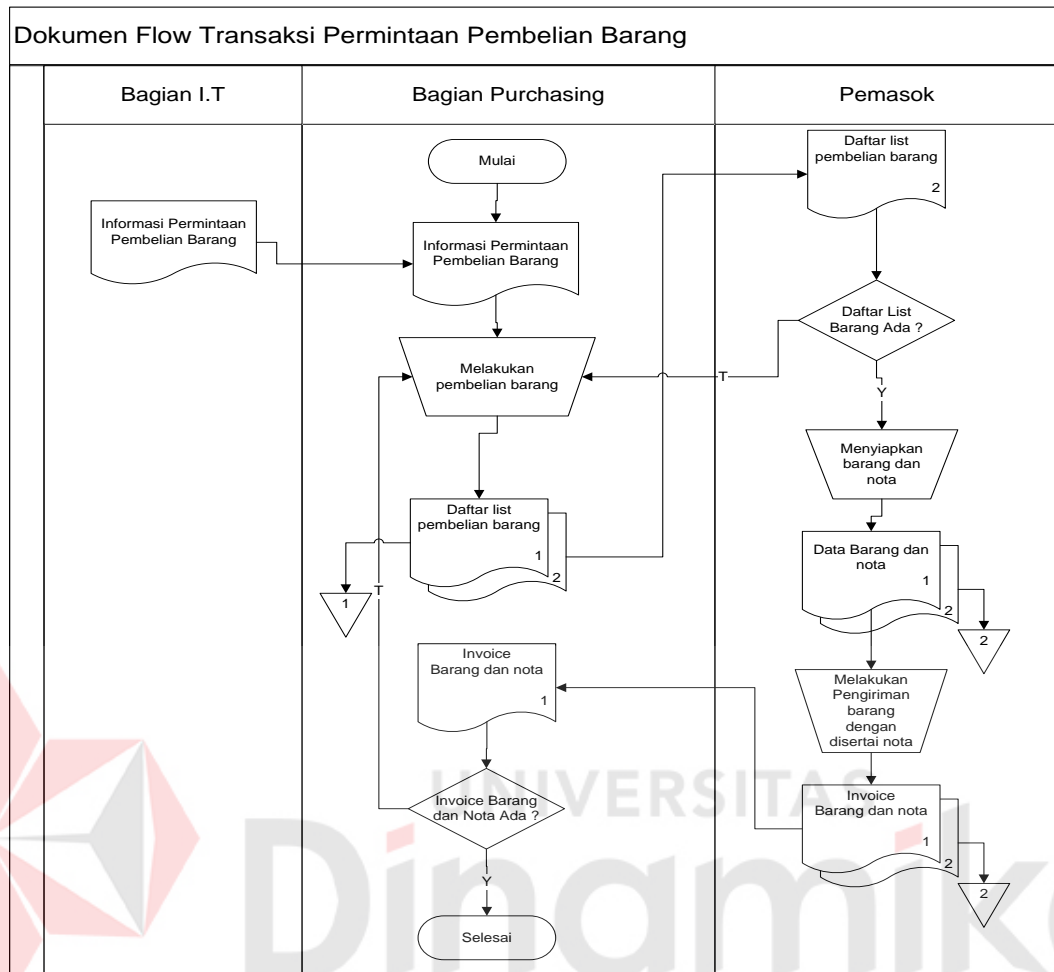 Dokumen Flow Transaksi Permintaan Pembelian Barang
Bagian I.T
Bagian Purchasing
Pemasok
Informasi Permintaan
Pembelian Barang
Mulai
Informasi Permintaan
Pembelian Barang
Melakukan
pembelian barang
Daftar list
pembelian barang
1
2
1
T
Invoice
Barang dan nota
1
Invoice Barang
dan Nota Ada ?
Y
Selesai
Daftar list
pembelian barang
2
Daftar List
Barang Ada ?
T
Y
Menyiapkan
barang dan
nota
Data Barang dan
nota
1
2
2
Melakukan
Pengiriman
barang
dengan
disertai nota
Invoice
Barang dan nota
1
2
2
UNIVERSITAS
Dinamika